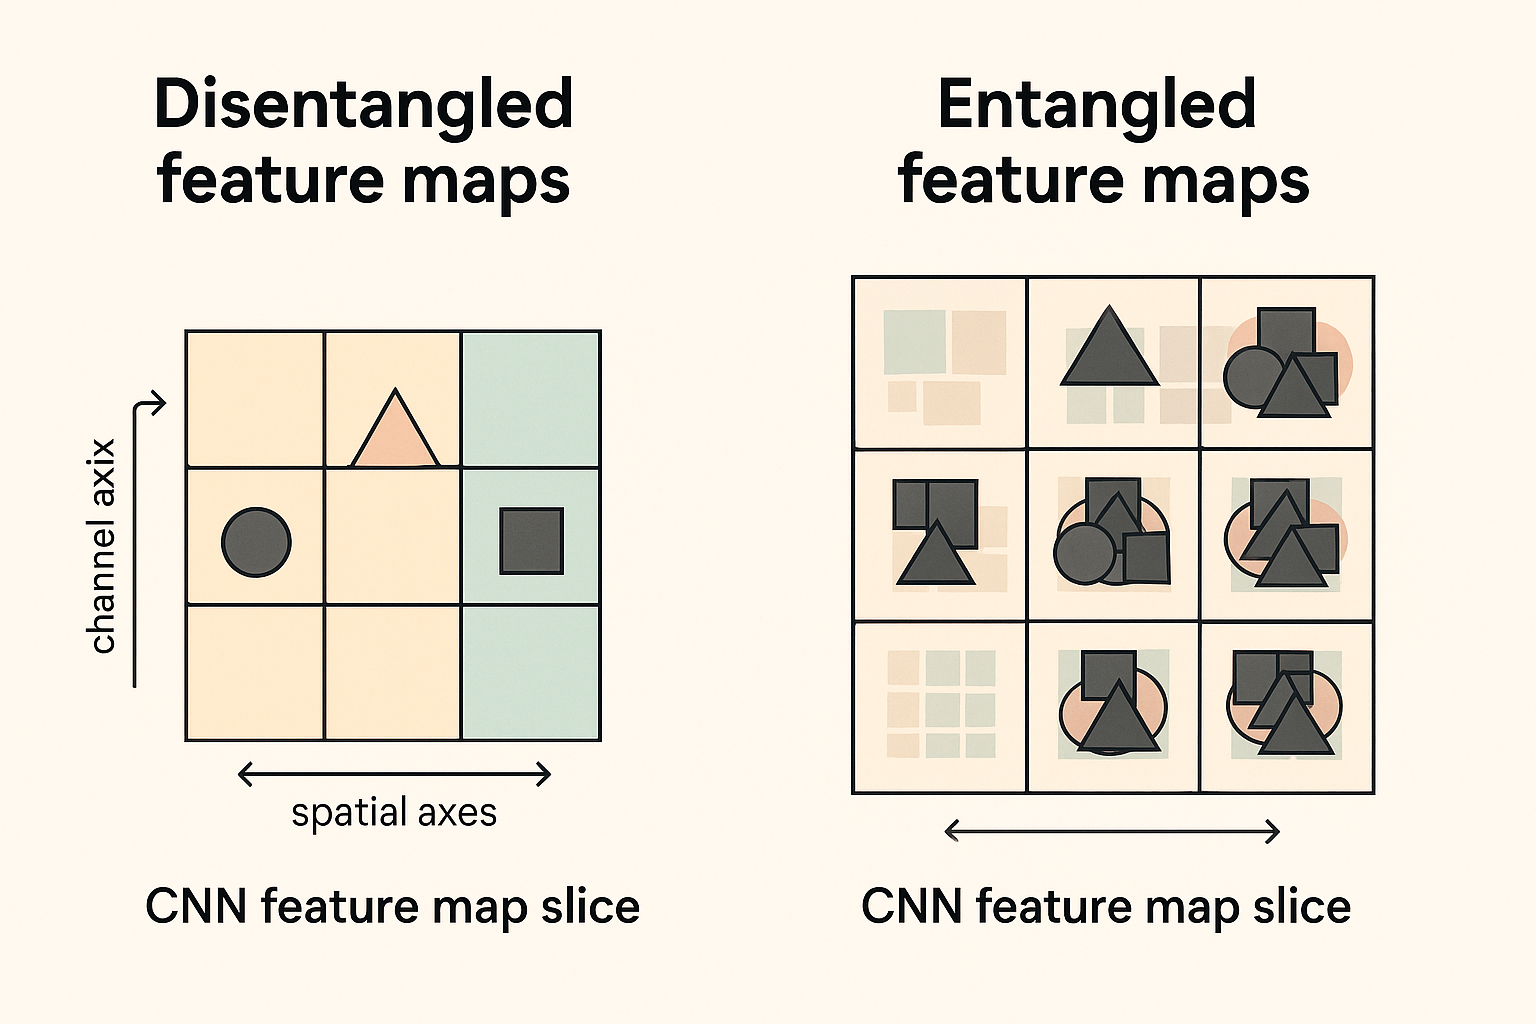 Disentangled
feature maps
channel axix
spatial axes
CNN feature map slice
Entangled
feature maps
CNN feature map slice